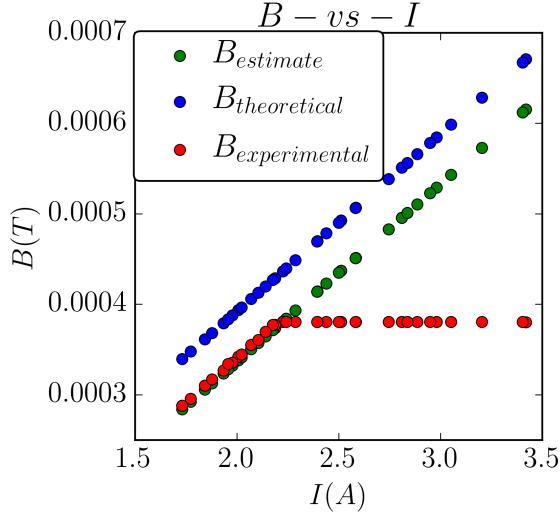 B - vs - I
B_estimate
B_theoretical
B_experimental
B(T)
0.0007
0.0006
0.0005
0.0004
0.0003
1.5 2.0 2.5 3.0 3.5
I(A)